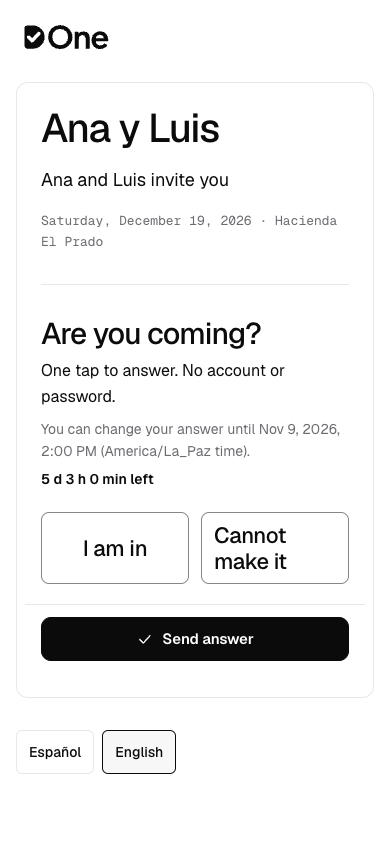 One
Ana y Luis
Ana and Luis invite you
Saturday, December 19, 2026 · Hacienda
El Prado
Are you coming?
One tap to answer. No account or
password.
You can change your answer until Nov 9, 2026,
2:00 PM (America/La_Paz time).
5 d 3 h 0 min left
I am in
Cannot
make it
Send answer
Español
English